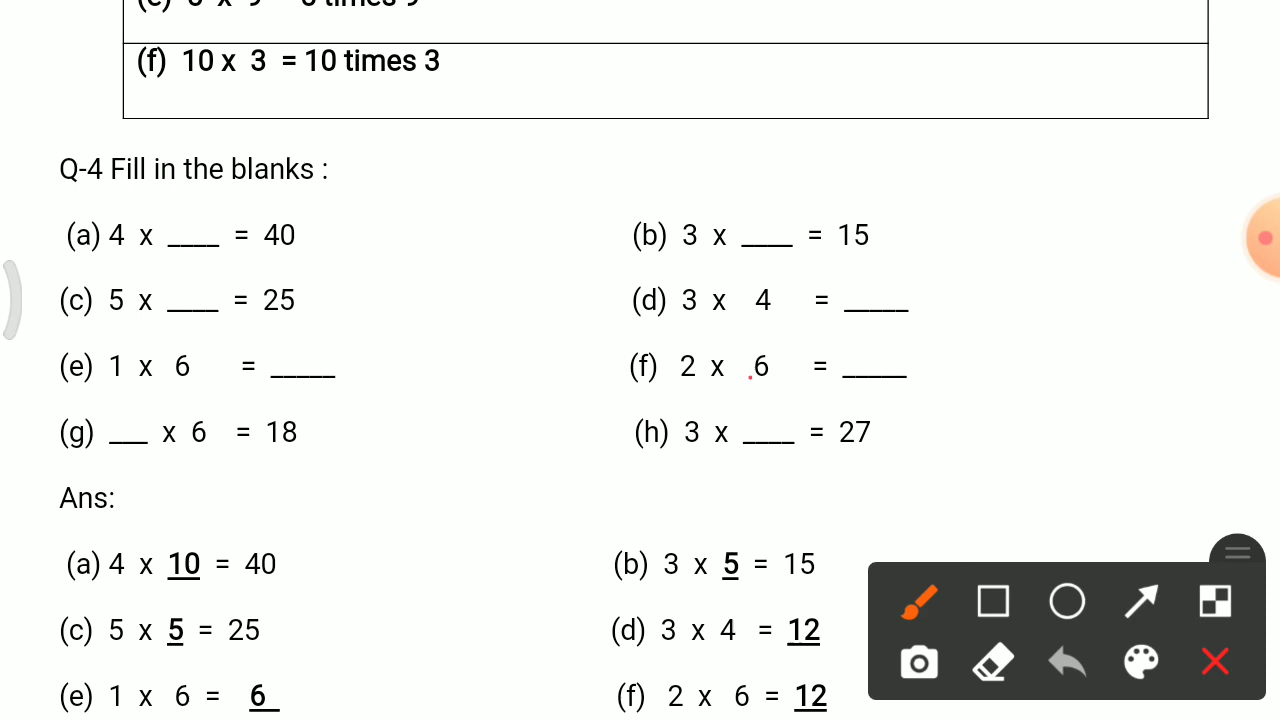 (f) 10 x 3 = 10 times 3
Q-4 Fill in the blanks :
(a) 4 x ____ = 40 (b) 3 x ____ = 15
(c) 5 x ____ = 25 (d) 3 x 4 = _____
(e) 1 x 6 = _____ (f) 2 x 6 = _____
(g) ___ x 6 = 18 (h) 3 x ____ = 27
Ans:
(a) 4 x 10 = 40 (b) 3 x 5 = 15
(c) 5 x 5 = 25 (d) 3 x 4 = 12
(e) 1 x 6 = 6 (f) 2 x 6 = 12